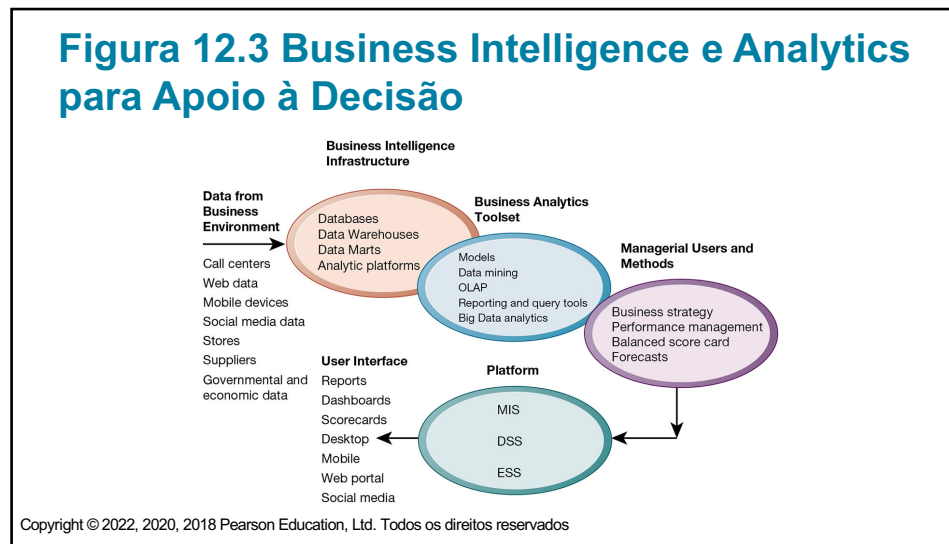 Figura 12.3 Business Intelligence e Analytics
para Apoio à Decisão
Business Intelligence
Infrastructure
Data from
Business
Environment
Databases
Data Warehouses
Data Marts
Analytic platforms
Call centers
Web data
Mobile devices
Social media data
Stores
Suppliers
Governmental and
economic data
Business Analytics
Toolset
Models
Data mining
OLAP
Reporting and query tools
Big Data analytics
Managerial Users and
Methods
Business strategy
Performance management
Balanced score card
Forecasts
Platform
MIS
DSS
ESS
User Interface
Reports
Dashboards
Scorecards
Desktop
Mobile
Web portal
Social media
Copyright © 2022, 2020, 2018 Pearson Education, Ltd. Todos os direitos reservados